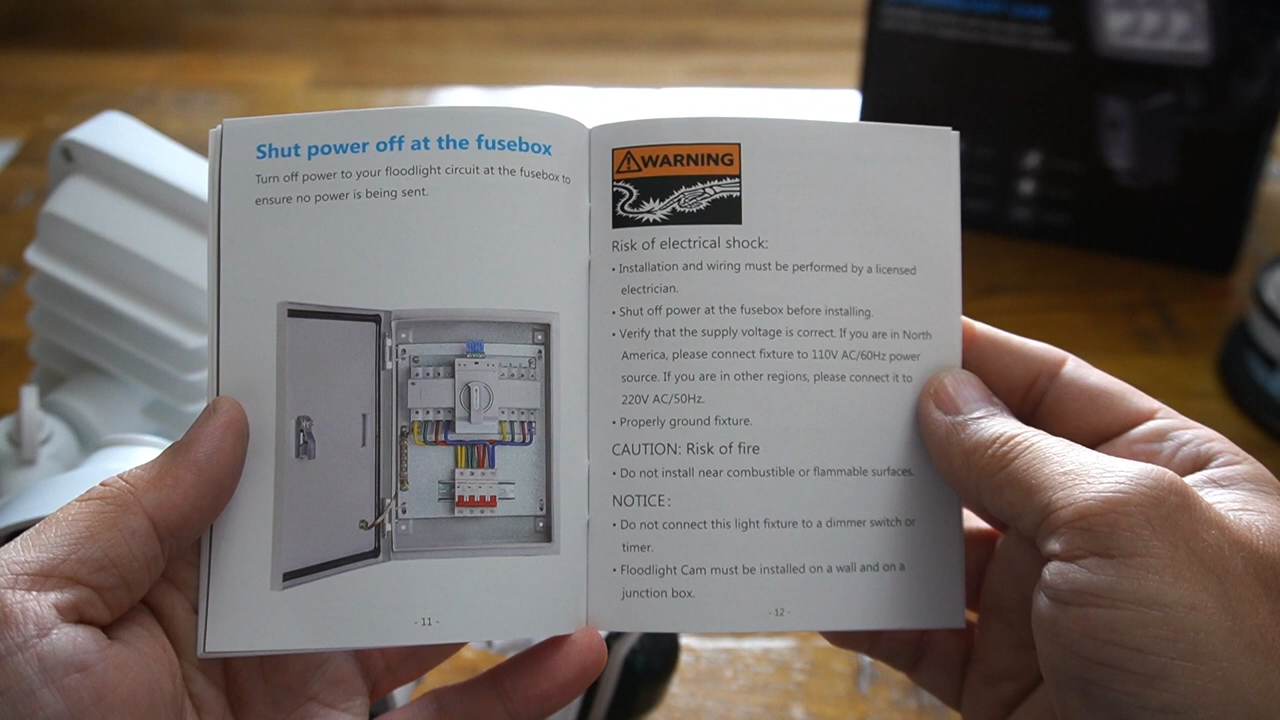 Shut power off at the fusebox
Turn off power to your floodlight circuit at the fusebox to
ensure no power is being sent.
- 11 -
WARNING
Risk of electrical shock:
• Installation and wiring must be performed by a licensed
electrician.
• Shut off power at the fusebox before installing.
• Verify that the supply voltage is correct. If you are in North
America, please connect fixture to 110V AC/60Hz power
source. If you are in other regions, please connect it to
220V AC/50Hz.
• Properly ground fixture.
CAUTION: Risk of fire
• Do not install near combustible or flammable surfaces.
NOTICE:
• Do not connect this light fixture to a dimmer switch or
timer.
• Floodlight Cam must be installed on a wall and on a
junction box.
- 12 -